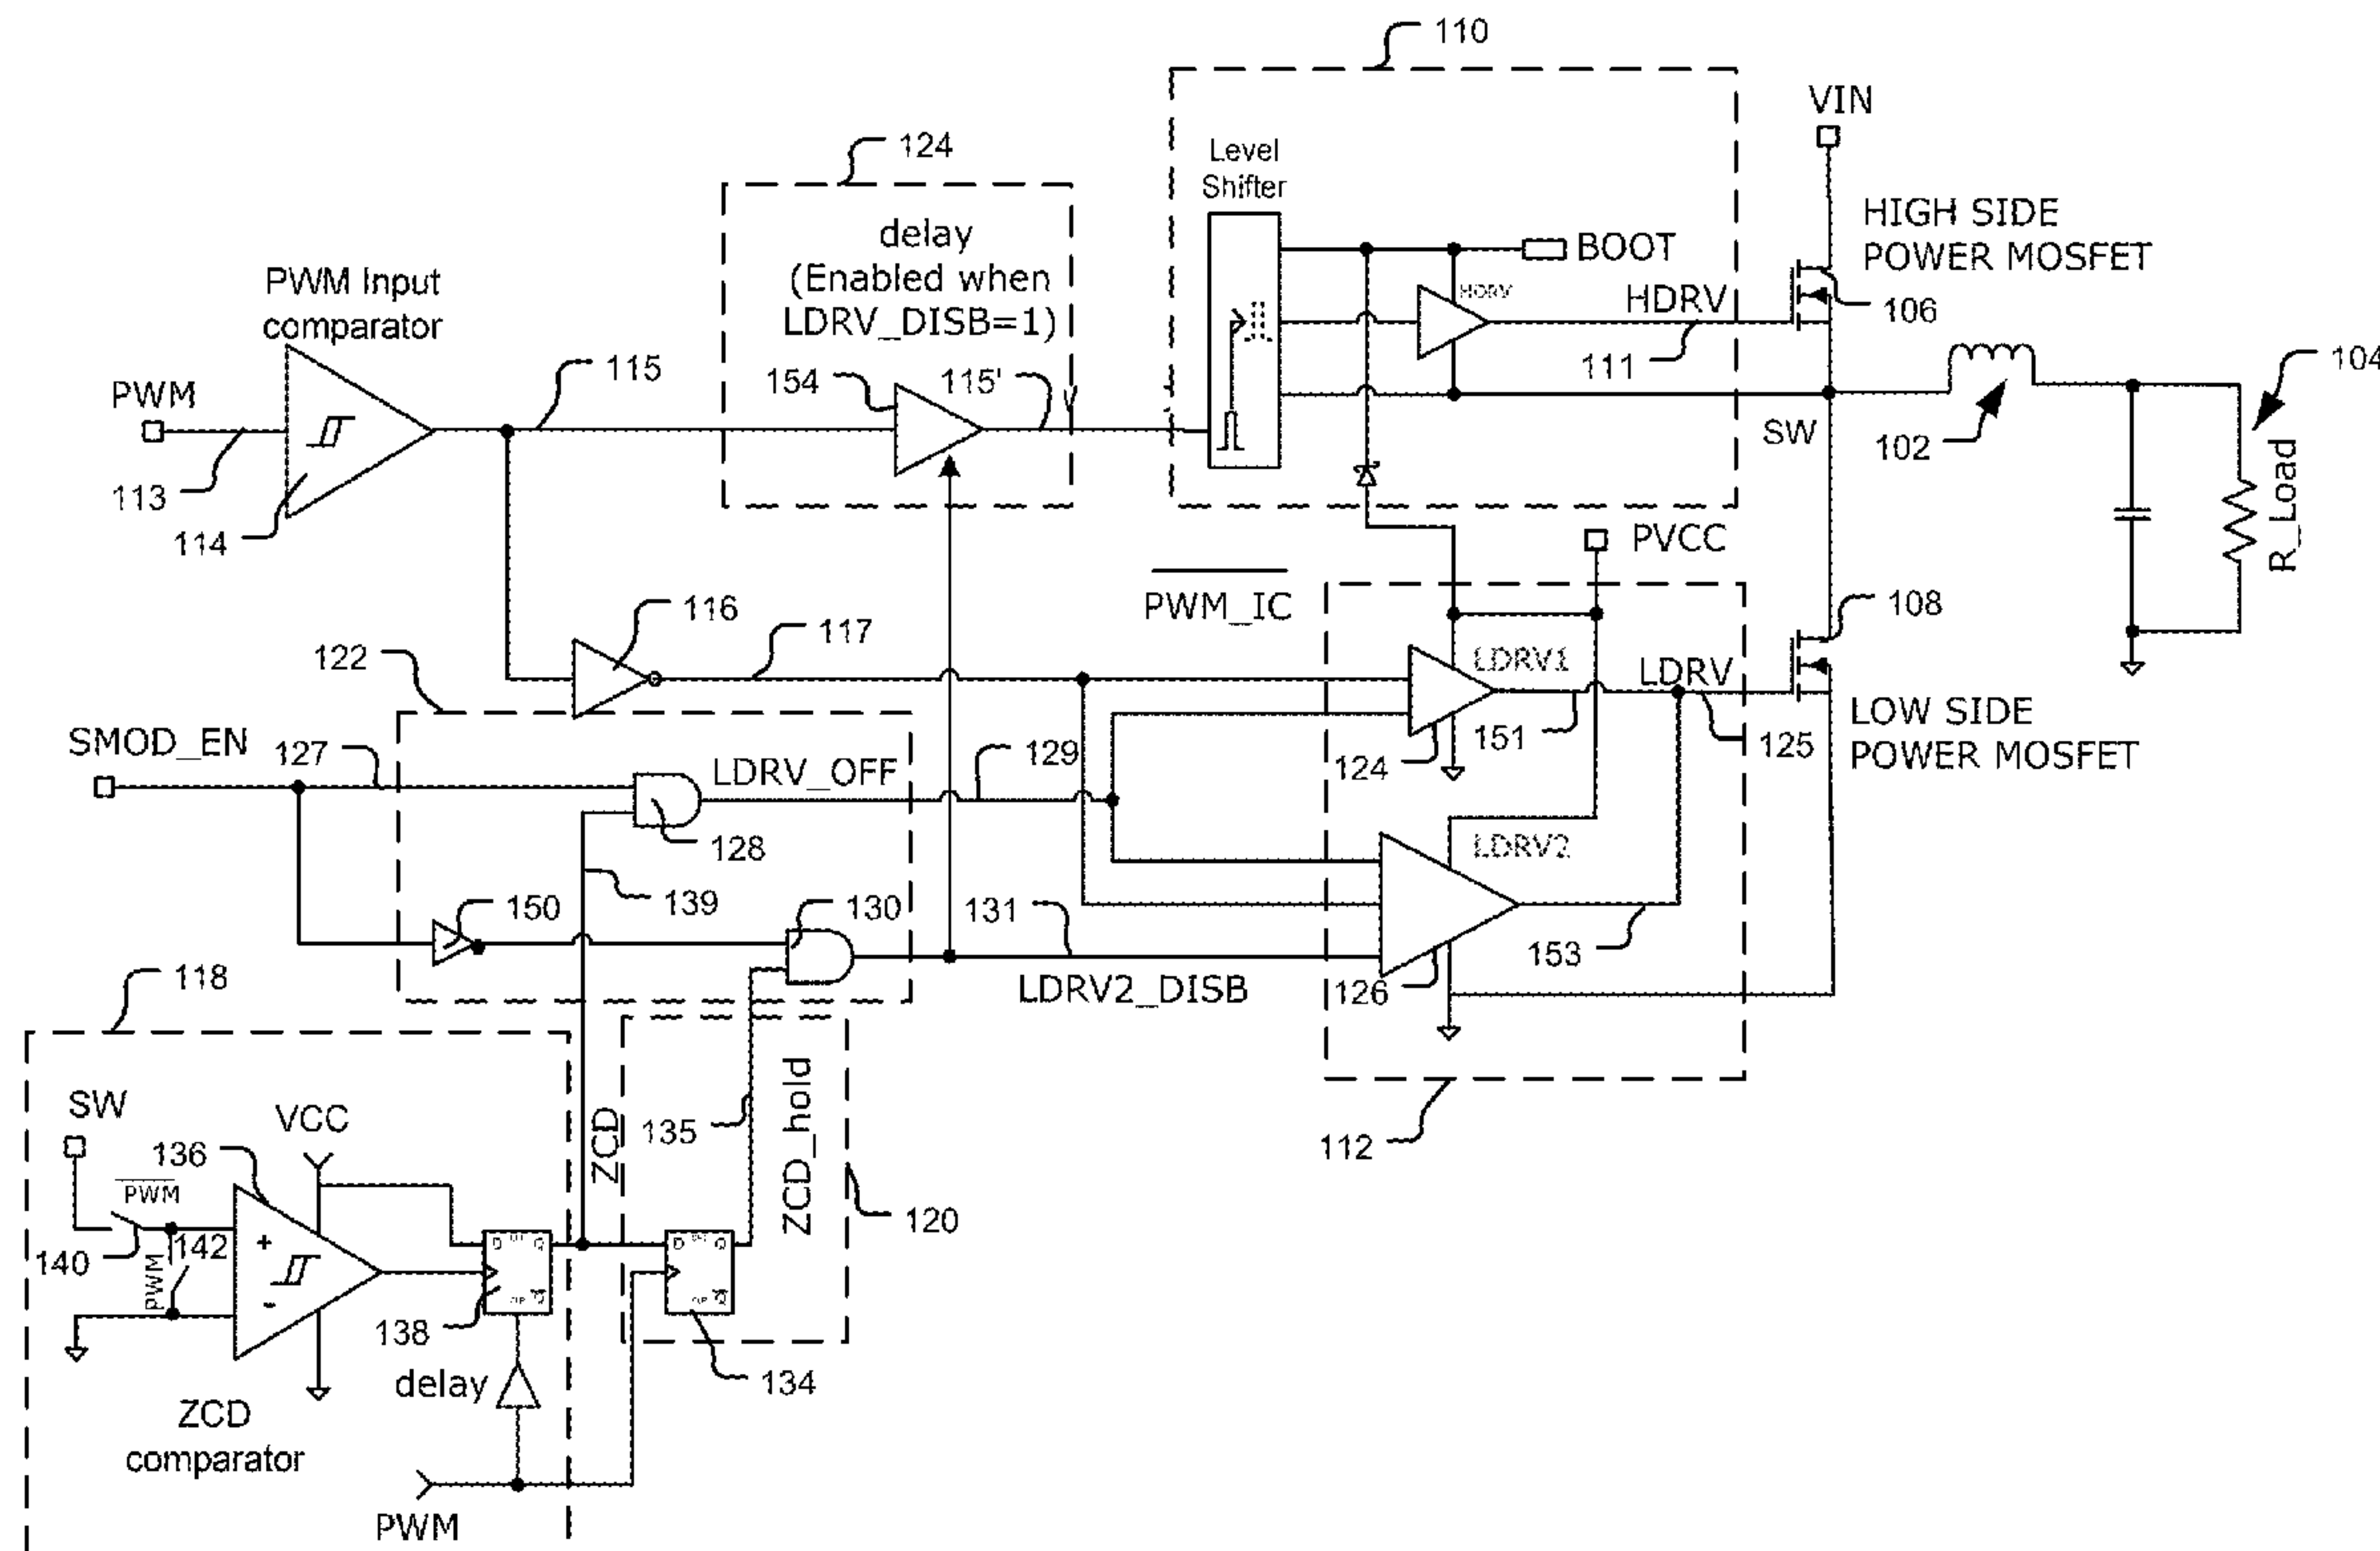 110
VIN
124
Level
Shifter
HIGH SIDE
POWER MOSFET
delay
(Enabled when
LDRV_DISB=1)
BOOT
HDRV
HDRV
106
PWM Input
comparator
111
104
115
154
115'
PWM
SW
102
R_Load
113
114
PVCC
PWM_IC
108
116
117
122
LDRV1
LDRV
LOW SIDE
POWER MOSFET
SMOD_EN
127
LDRV_OFF
129
151
125
124
128
LDRV2
139
150
130
131
153
118
LDRV2_DISB
126
SW
VCC
ZCD
135
ZCD_hold
112
136
PWM
140
142
PWM
+
-
D
Q
Q
D
Q
Q
120
138
134
delay
ZCD
comparator
PWM